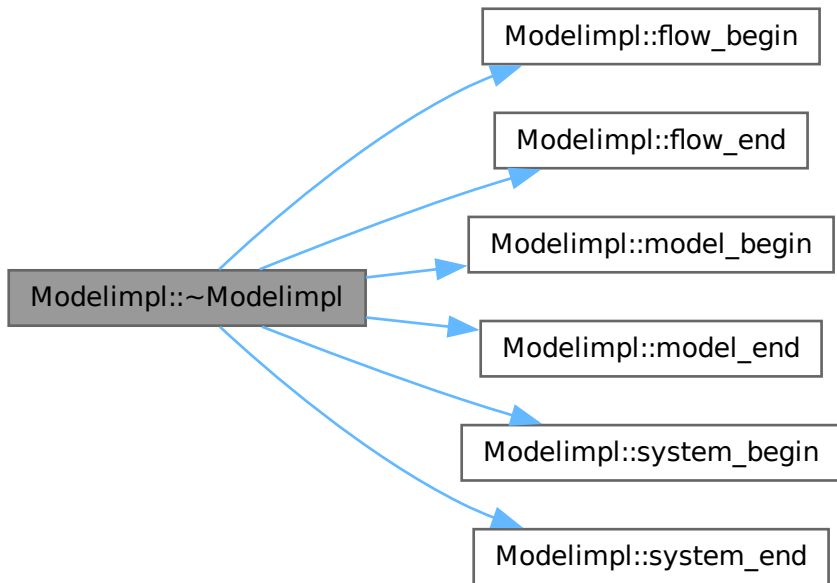 Modelimpl::flow_begin
Modelimpl::flow_end
Modelimpl::model_begin
Modelimpl::~Modelimpl
Modelimpl::model_end
Modelimpl::system_begin
Modelimpl::system_end